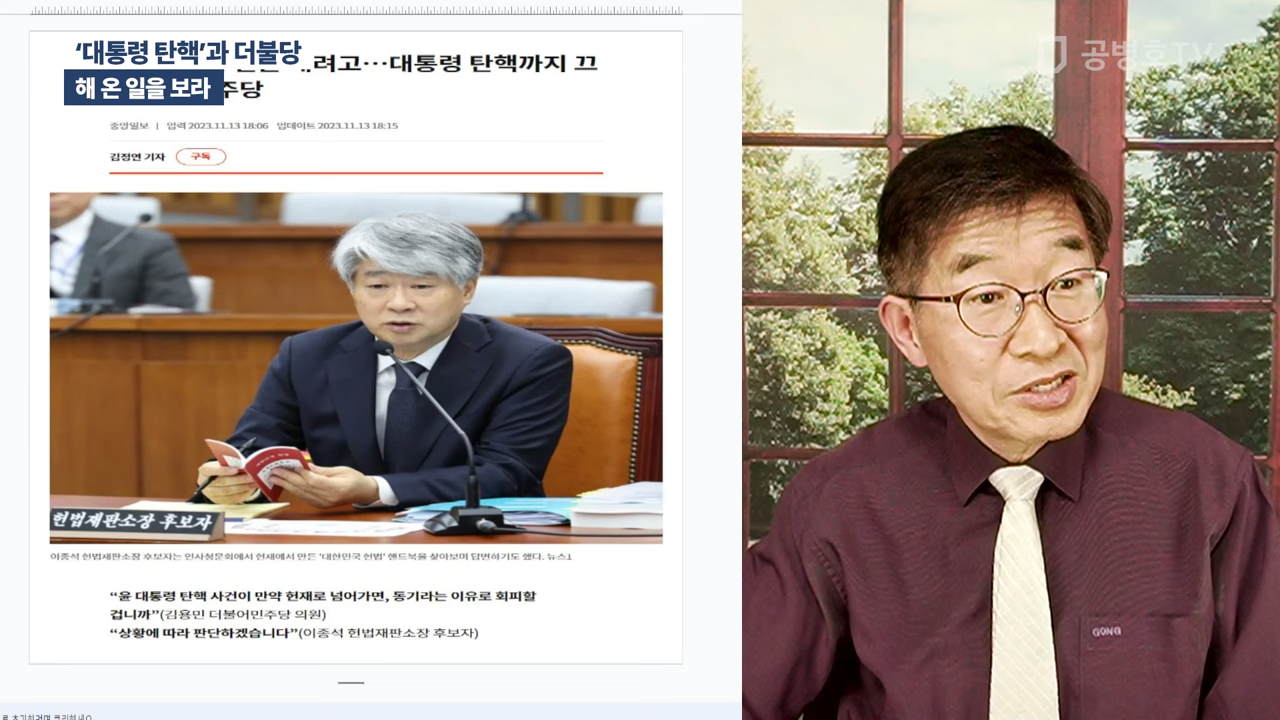 ‘대통령 탄핵’과 더불당
해 온 일을 보라
려고…대통령 탄핵까지 끄
주당
중앙일보 | 입력 2023.11.13 18:06 업데이트 2023.11.13 18:15
김정연 기자 구독
공병호TV
헌법재판소장 후보자
이종석 헌법재판소장 후보자는 인사청문회에서 헌재에서 만든 '대한민국 헌법' 핸드북을 찾아보며 답변하기도 했다. 뉴스1
“윤 대통령 탄핵 사건이 만약 헌재로 넘어가면, 동기라는 이유로 회피할
겁니까”(김용민 더불어민주당 의원)
“상황에 따라 판단하겠습니다”(이종석 헌법재판소장 후보자)
GONG